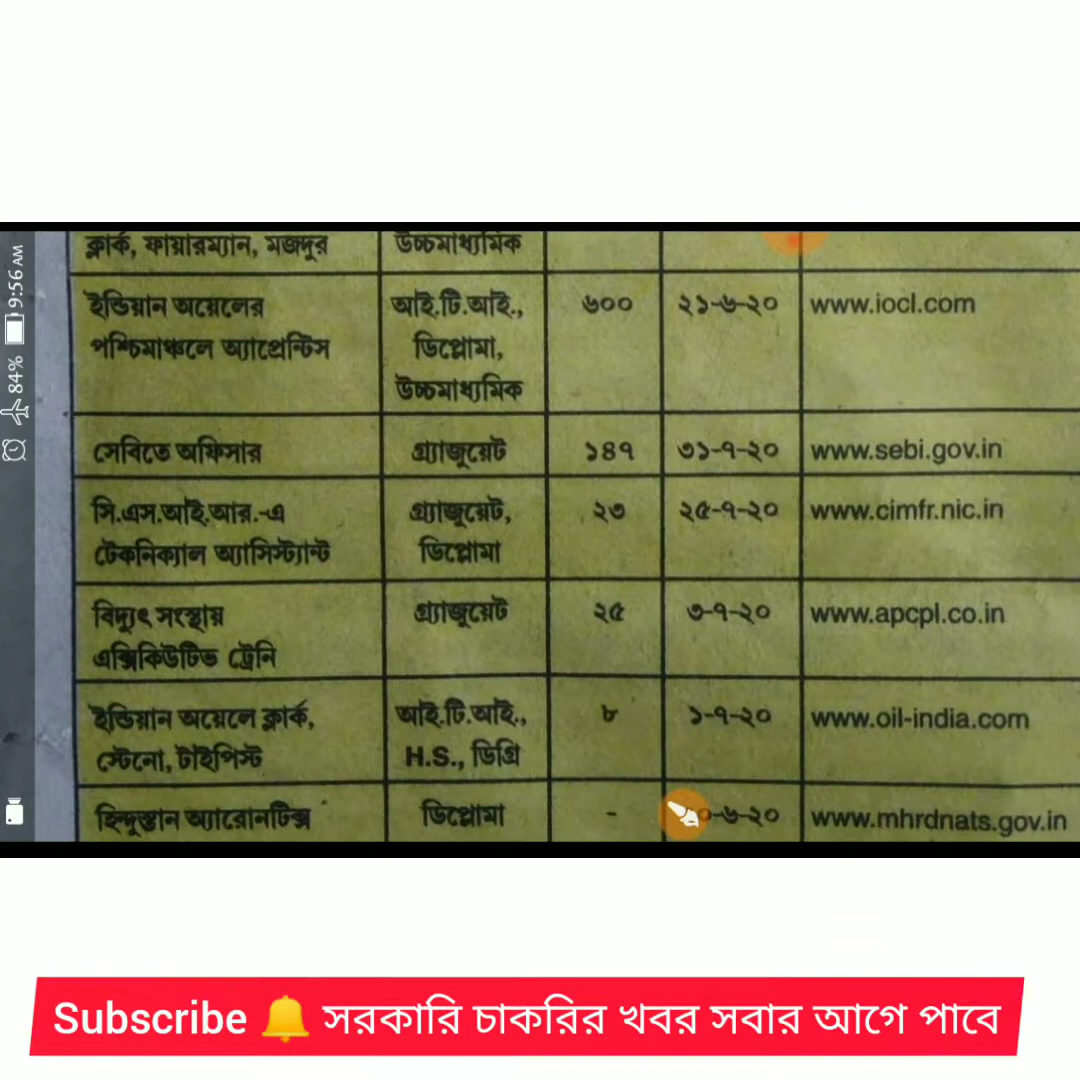 9:56 AM
84%
ক্লার্ক, ফায়ারম্যান, মজদুর উচ্চমাধ্যমিক
ইন্ডিয়ান অয়েলের আই.টি.আই., ৬০০ ২১-৬-২০ www.iocl.com
পশ্চিমাঞ্চলে অ্যাপ্রেন্টিস ডিপ্লোমা,
উচ্চমাধ্যমিক
সেবিতে অফিসার গ্র্যাজুয়েট ১৪৭ ৩১-৭-২০ www.sebi.gov.in
সি.এস.আই.আর.-এ গ্র্যাজুয়েট, ২৩ ২৫-৭-২০ www.cimfr.nic.in
টেকনিক্যাল অ্যাসিস্ট্যান্ট ডিপ্লোমা
বিদ্যুৎ সংস্থায় গ্র্যাজুয়েট ২৫ ৩-৭-২০ www.apcpl.co.in
এক্সিকিউটিভ ট্রেনি
ইন্ডিয়ান অয়েলে ক্লার্ক, আই.টি.আই., ৮ ১-৭-২০ www.oil-india.com
স্টেনো, টাইপিস্ট H.S., ডিগ্রি
হিন্দুস্তান অ্যারোনটিক্স ডিপ্লোমা - ০-৬-২০ www.mhrdnats.gov.in
Subscribe সরকারি চাকরির খবর সবার আগে পাবে